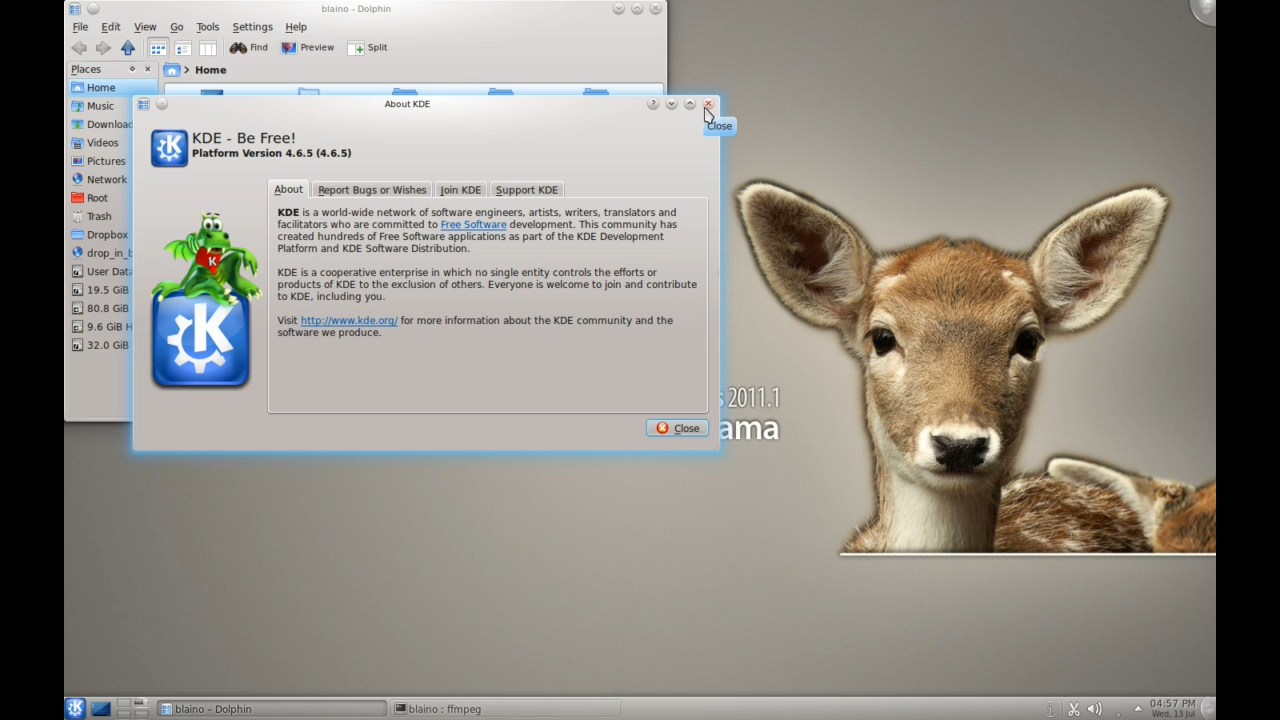 blaino – Dolphin
File Edit View Go Tools Settings Help
Find Preview Split
Places
Home
Home
Music
Videos
Pictures
Network
Root
Trash
Dropbox
User Data
19.5 GiB
80.8 GiB
9.6 GiB H
32.0 GiB
About KDE
Close
KDE - Be Free!
Platform Version 4.6.5 (4.6.5)
About Report Bugs or Wishes Join KDE Support KDE
KDE is a world-wide network of software engineers, artists, writers, translators and
facilitators who are committed to Free Software development. This community has
created hundreds of Free Software applications as part of the KDE Development
Platform and KDE Software Distribution.
KDE is a cooperative enterprise in which no single entity controls the efforts or
products of KDE to the exclusion of others. Everyone is welcome to join and contribute
to KDE, including you.
Visit http://www.kde.org/ for more information about the KDE community and the
software we produce.
Close
2011.1
ama
blaino – Dolphin
blaino : ffmpeg
04:57 PM
Wed, 13 Jul